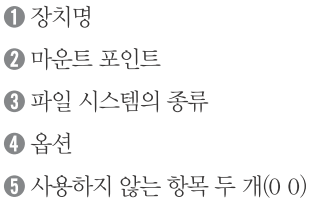 ❶ 장치명
❷ 마운트 포인트
❸ 파일 시스템의 종류
❹ 옵션
❺ 사용하지 않는 항목 두 개(0 0)